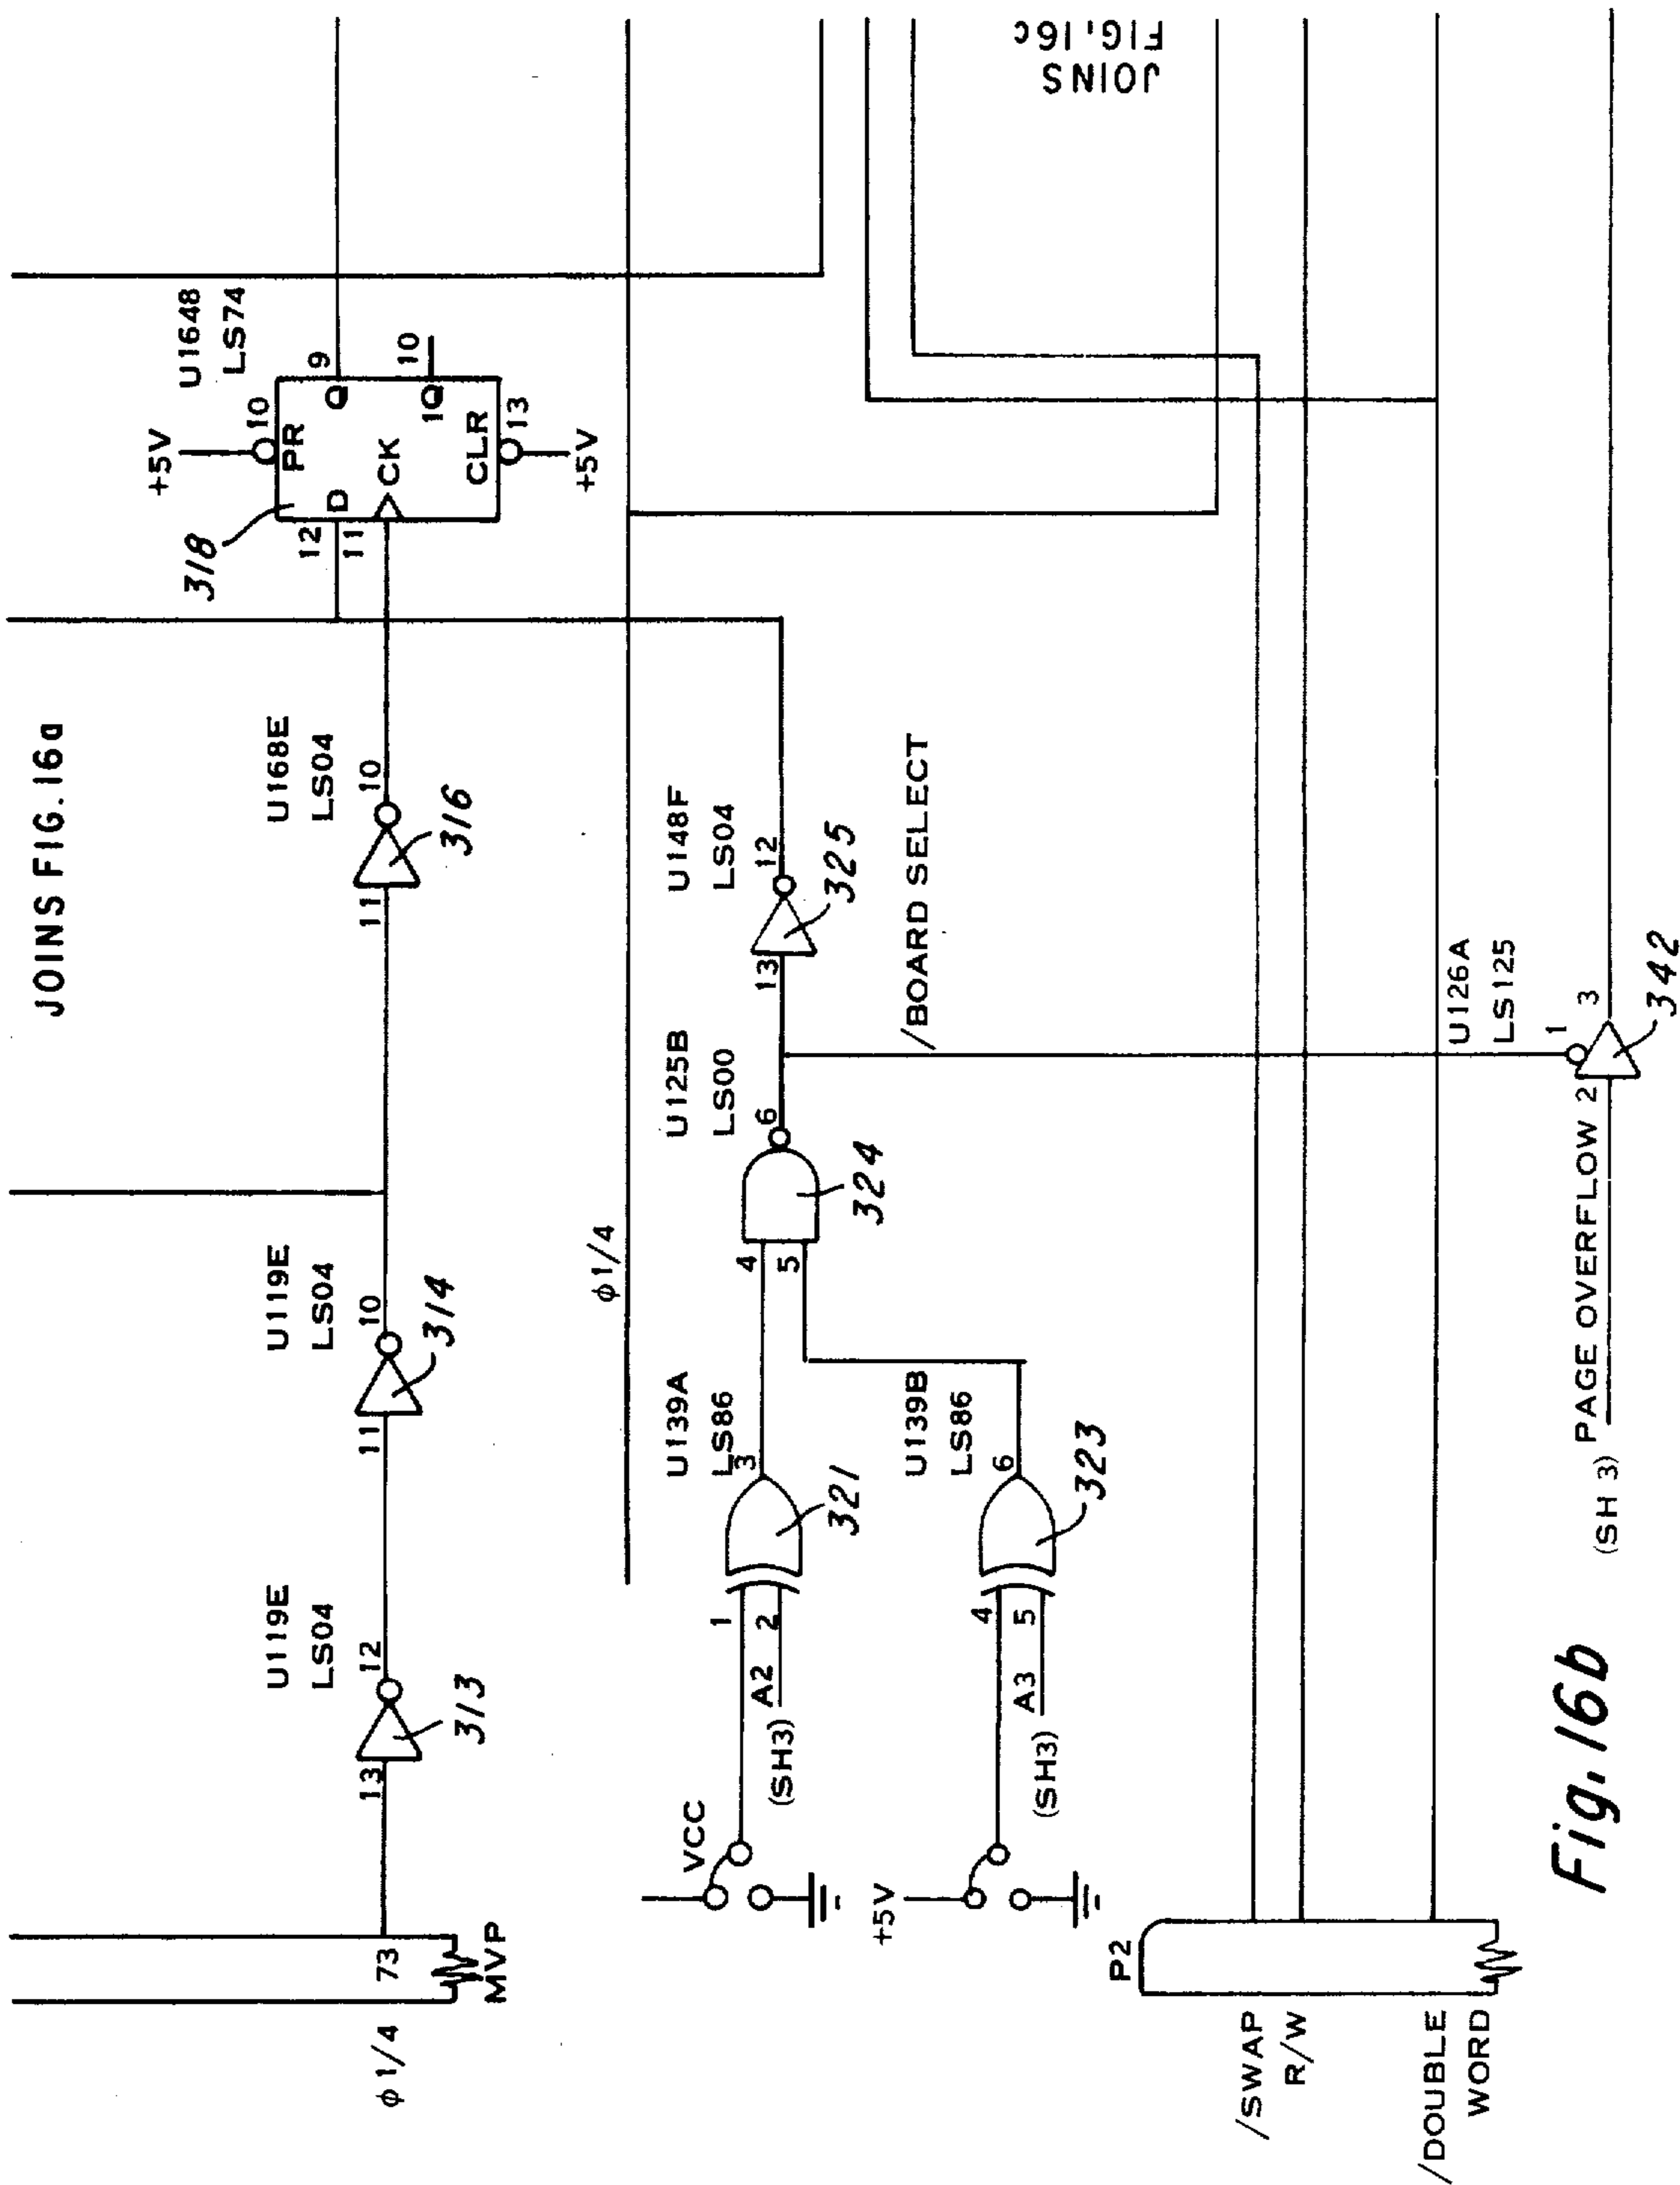 JOINS FIG.16a
φ1/4
73
MVP
13
12
U119E
LS04
313
11
10
U119E
LS04
314
11
10
U168E
LS04
316
318
+5V
10
PR
12
D
11
CK
CLR
13
+5V
Q
9
1Q
10
U1648
LS74
φ1/4
VCC
1
2
A2
(SH3)
U139A
LS86
3
321
+5V
4
5
A3
(SH3)
U139B
LS86
6
323
4
5
6
U125B
LS00
324
13
12
U148F
LS04
325
/BOARD SELECT
JOINS
FIG.16c
P2
/SWAP
R/W
/DOUBLE
WORD
(SH 3) PAGE OVERFLOW 2
1
3
U126A
LS125
342
Fig. 16b